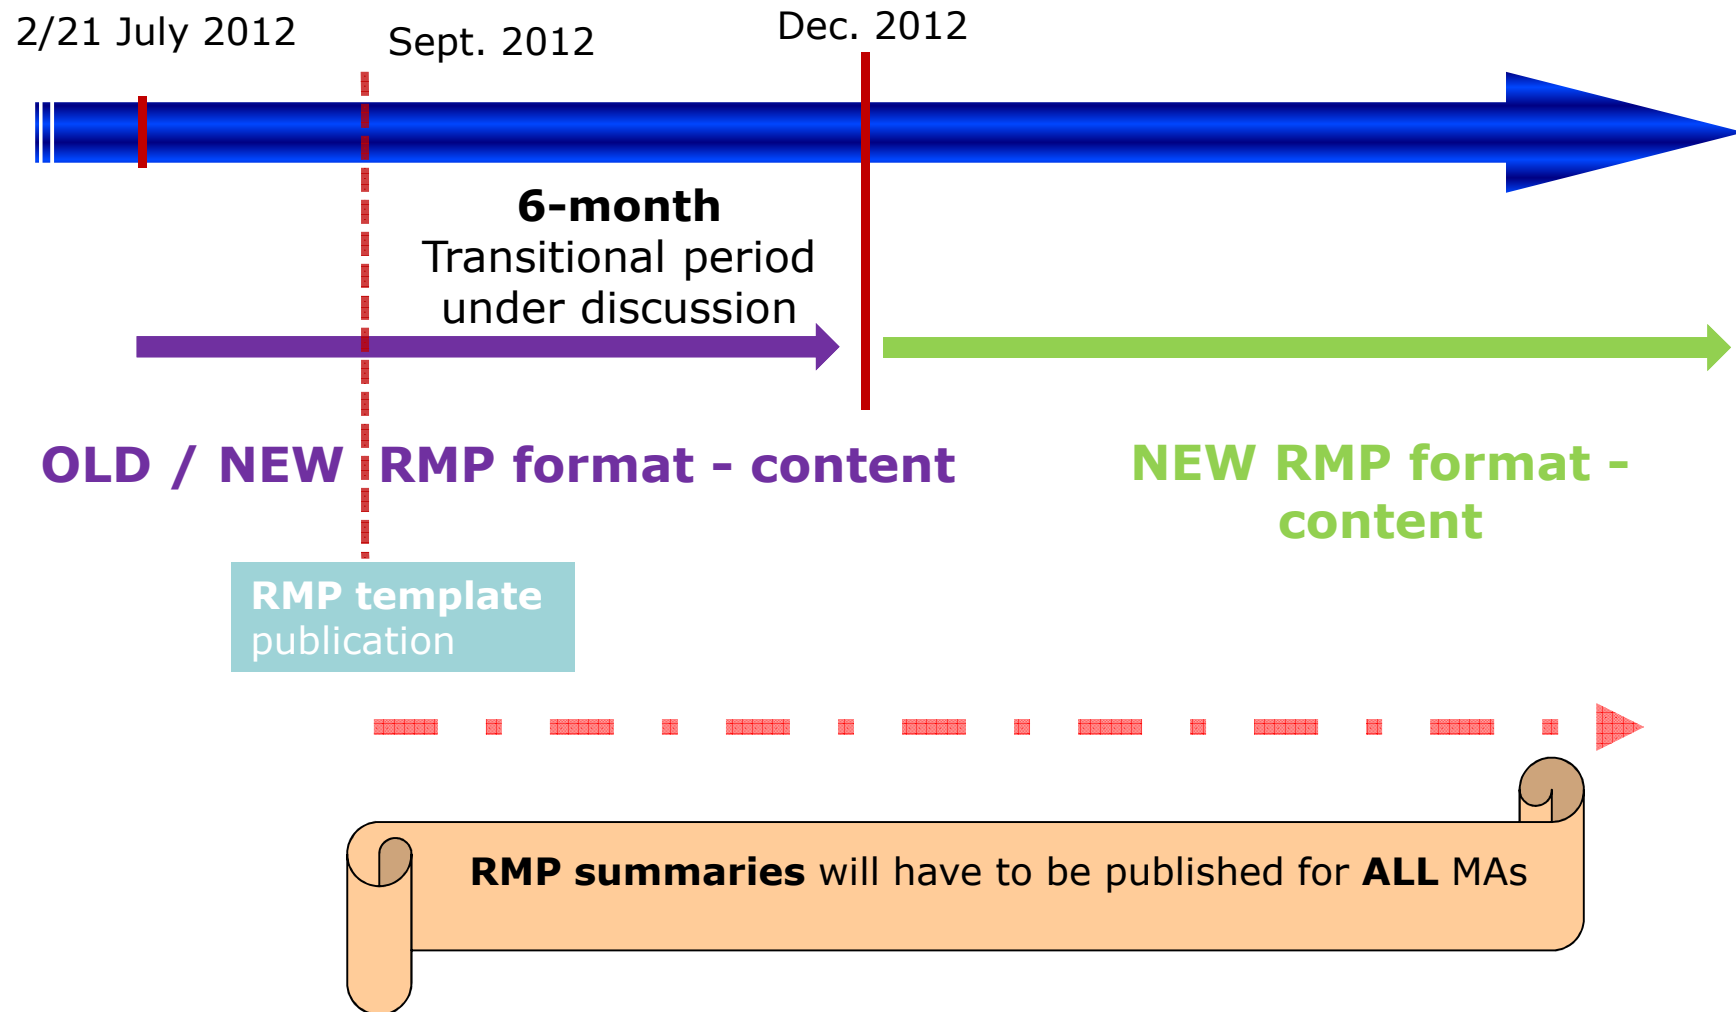 2/21 July 2012
Sept. 2012
Dec. 2012
6-month
Transitional period
under discussion
OLD / NEW RMP format - content
NEW RMP format -
content
RMP template
publication
RMP summaries will have to be published for ALL MAs